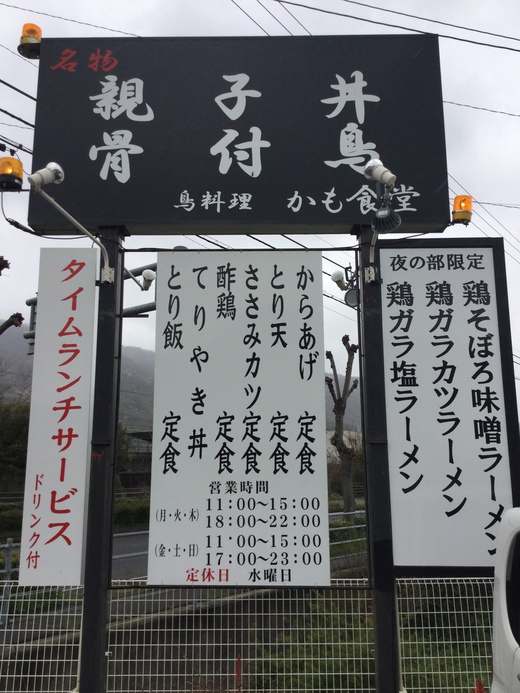 名物
親子丼
骨付鳥
鳥料理 かも食堂
タイムランチサービス
ドリンク付
からあげ 定食
とり天 定食
ささみカツ定食
酢鶏 定食
てりやき丼
とり飯 定食
営業時間
(月・火・木) 11:00〜15:00
18:00〜22:00
(金・土・日) 11:00〜15:00
17:00〜23:00
定休日 水曜日
夜の部限定
鶏そぼろ味噌ラーメン
鶏ガラカツラーメン
鶏ガラ塩ラーメン